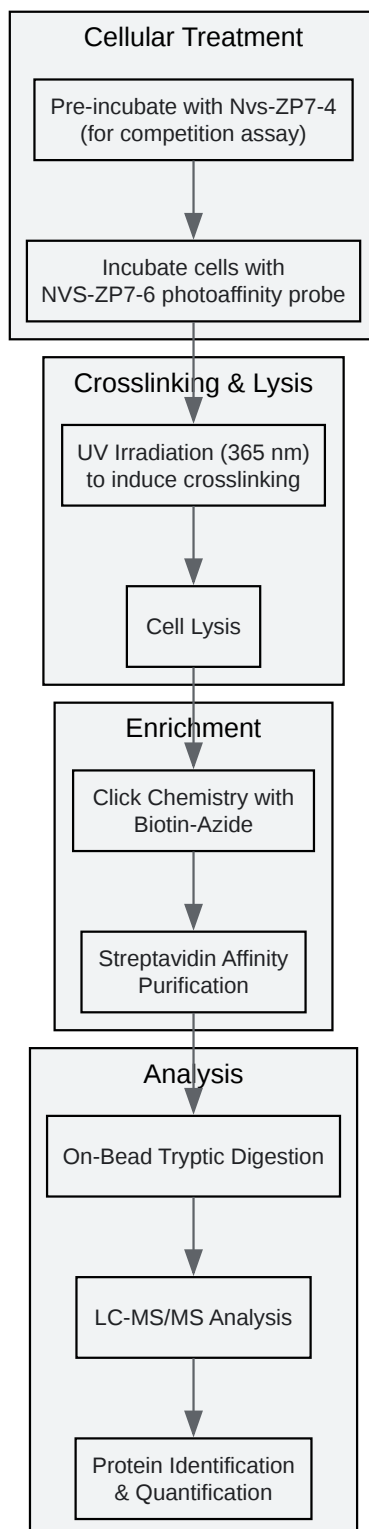 Cellular Treatment
Pre-incubate with Nvs-ZP7-4
(for competition assay)
Incubate cells with
NVS-ZP7-6 photoaffinity probe
Crosslinking & Lysis
UV Irradiation (365 nm)
to induce crosslinking
Cell Lysis
Enrichment
Click Chemistry with
Biotin-Azide
Streptavidin Affinity
Purification
Analysis
On-Bead Tryptic Digestion
LC-MS/MS Analysis
Protein Identification
& Quantification